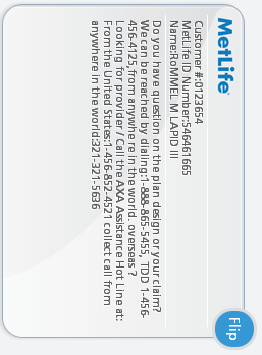 MetLife
Customer #:0123654
MetLife ID Number:546461665
Name:RoMMEL M LAPID III
Do you have question on the plan design or your claim?
We can be reached by dialing:1-888-865-5455, TDD 1-456-
456-4125,from anywhe re in the world. overseas ?
Looking for provider / Call the AXA Assistance Hot Line at:
From the United States:1-456-852-4521 collect call from
anywhere in the world:321-321-5636
Flip